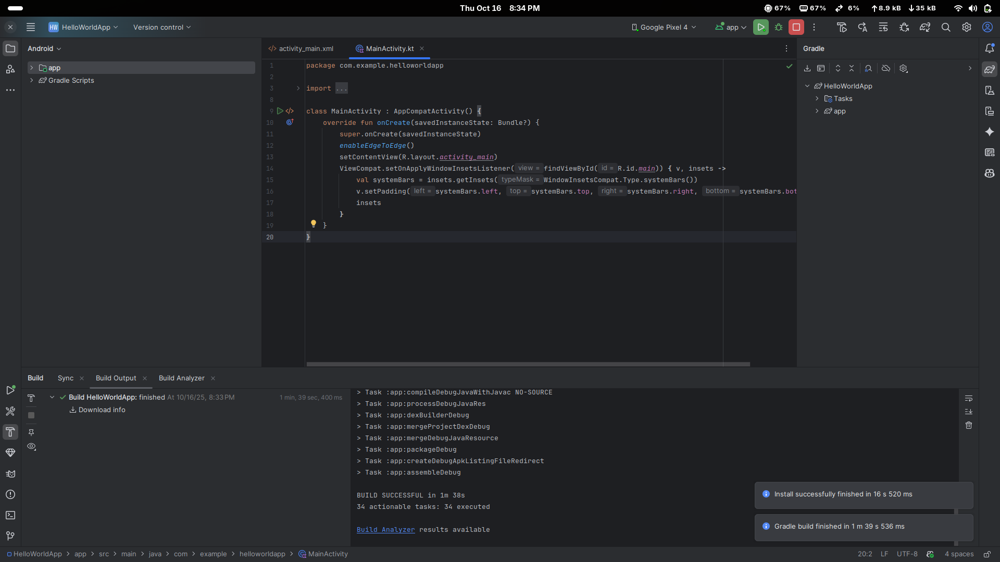 Thu Oct 16 8:34 PM
67% 67% 6% 8.9 kB 35 kB
HW HelloWorldApp Version control Google Pixel 4 app
Android
app
Gradle Scripts
activity_main.xml MainActivity.kt
1 package com.example.helloworldapp
2
3 import ...
8
9 class MainActivity : AppCompatActivity() {
10 override fun onCreate(savedInstanceState: Bundle?) {
11 super.onCreate(savedInstanceState)
12 enableEdgeToEdge()
13 setContentView(R.layout.activity_main)
14 ViewCompat.setOnApplyWindowInsetsListener( view = findViewById( id = R.id.main)) { v, insets ->
15 val systemBars = insets.getInsets( typeMask = WindowInsetsCompat.Type.systemBars())
16 v.setPadding( left = systemBars.left, top = systemBars.top, right = systemBars.right, bottom = systemBars.bot
17 insets
18 }
19 }
20 }
Gradle
HelloWorldApp
Tasks
app
Build Sync Build Output Build Analyzer
Build HelloWorldApp: finished At 10/16/25, 8:33 PM 1 min, 39 sec, 400 ms
Download info
> Task :app:compileDebugJavaWithJavac NO-SOURCE
> Task :app:processDebugJavaRes
> Task :app:dexBuilderDebug
> Task :app:mergeProjectDexDebug
> Task :app:mergeDebugJavaResource
> Task :app:packageDebug
> Task :app:createDebugApkListingFileRedirect
> Task :app:assembleDebug
BUILD SUCCESSFUL in 1m 38s
34 actionable tasks: 34 executed
Build Analyzer results available
Install successfully finished in 16 s 520 ms
Gradle build finished in 1 m 39 s 536 ms
HelloWorldApp > app > src > main > java > com > example > helloworldapp > MainActivity
20:2 LF UTF-8 4 spaces